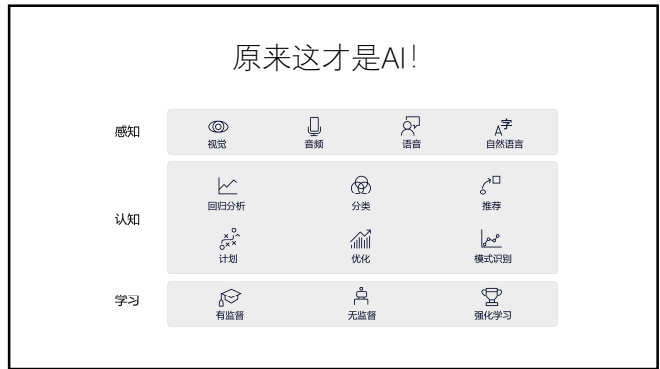 原来这才是AI!
感知
视觉 音频 语音 自然语言
认知
回归分析 分类 推荐
计划 优化 模式识别
学习
有监督 无监督 强化学习